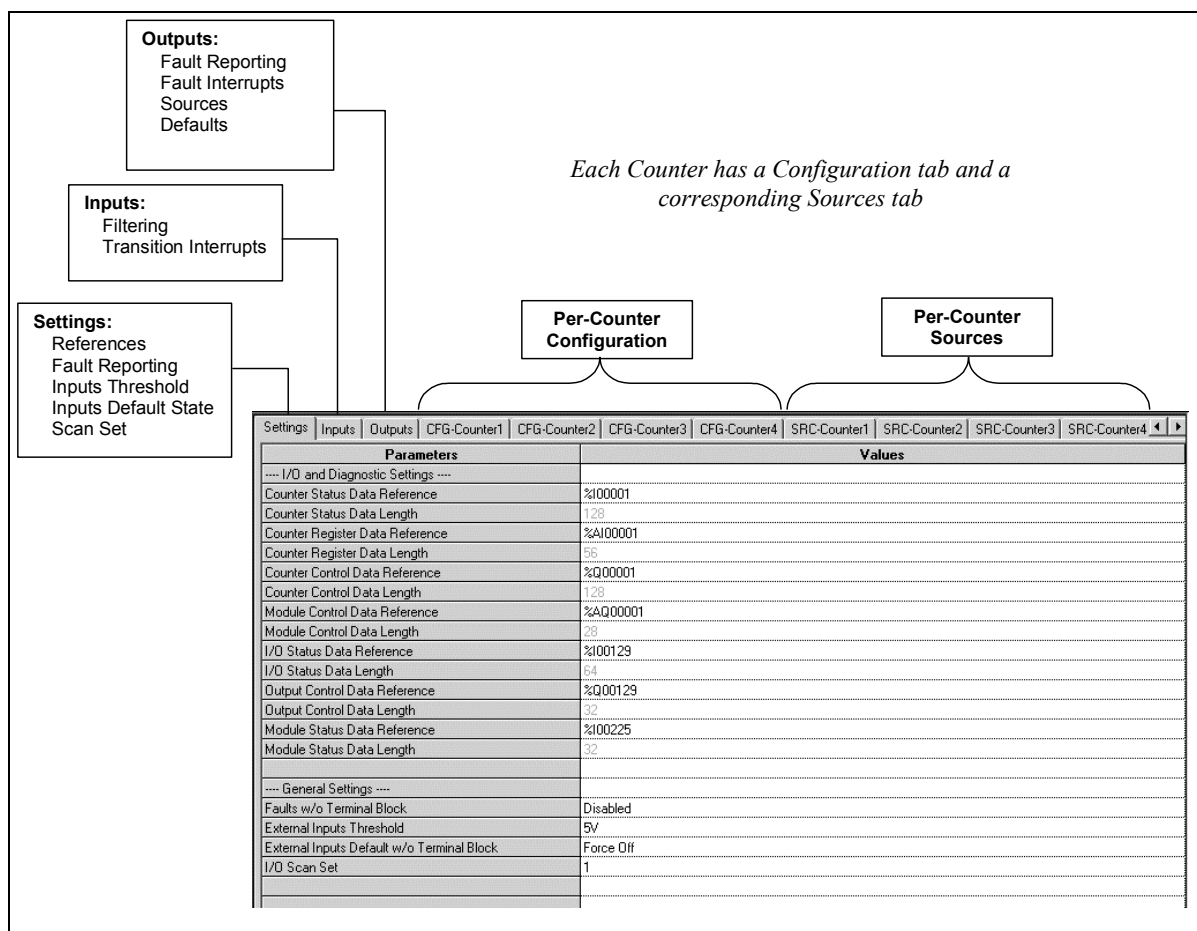 Outputs:
Fault Reporting
Fault Interrupts
Sources
Defaults
Each Counter has a Configuration tab and a
corresponding Sources tab
Inputs:
Filtering
Transition Interrupts
Settings:
References
Fault Reporting
Inputs Threshold
Inputs Default State
Scan Set
Per-Counter
Configuration
Per-Counter
Sources
Settings Inputs Outputs CFG-Counter1 CFG-Counter2 CFG-Counter3 CFG-Counter4 SRC-Counter1 SRC-Counter2 SRC-Counter3 SRC-Counter4
Parameters Values
---- I/O and Diagnostic Settings ----
Counter Status Data Reference %I00001
Counter Status Data Length 128
Counter Register Data Reference %AI00001
Counter Register Data Length 56
Counter Control Data Reference %Q00001
Counter Control Data Length 128
Module Control Data Reference %AQ00001
Module Control Data Length 28
I/O Status Data Reference %I00129
I/O Status Data Length 64
Output Control Data Reference %Q00129
Output Control Data Length 32
Module Status Data Reference %I00225
Module Status Data Length 32
---- General Settings ----
Faults w/o Terminal Block Disabled
External Inputs Threshold 5V
External Inputs Default w/o Terminal Block Force Off
I/O Scan Set 1